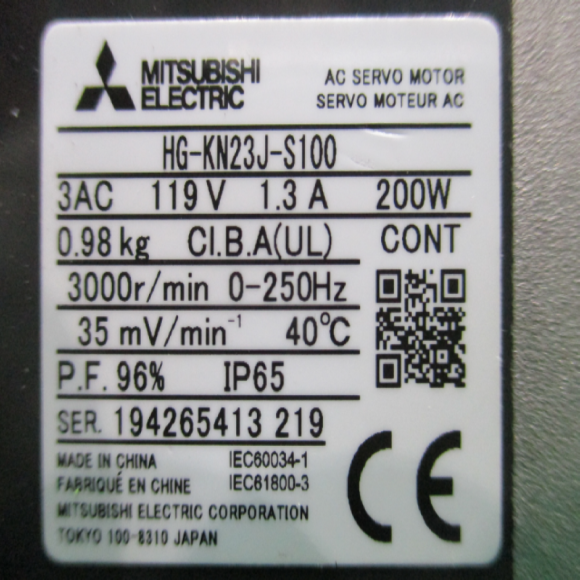 MITSUBISHI
ELECTRIC
AC SERVO MOTOR
SERVO MOTEUR AC
HG-KN23J-S100
3AC 119 V 1.3 A 200W
0.98 kg CI.B.A(UL) CONT
3000r/min 0-250Hz
35 mV/min⁻¹ 40℃
P.F. 96% IP65
SER. 194265413 219
MADE IN CHINA IEC60034-1
FABRIQUÉ EN CHINE IEC61800-3
MITSUBISHI ELECTRIC CORPORATION
TOKYO 100-8310 JAPAN
CE